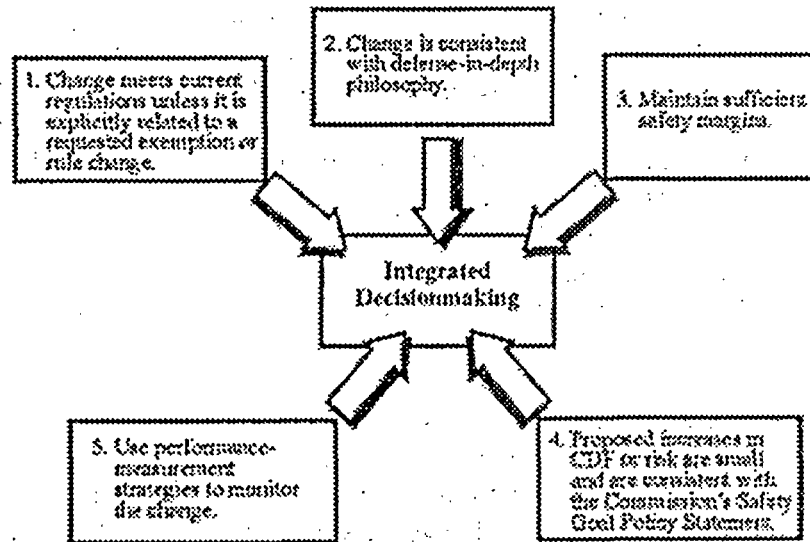 1. Change meets current
regulations unless it is
explicitly related to a
requested exemption or
rule change.
2. Change is consistent
with defense-in-depth
philosophy.
3. Maintain sufficient
safety margins.
Integrated
Decisionmaking
5. Use performance-
measurement
strategies to monitor
the change.
4. Proposed increases in
CDF or risk are small
and are consistent with
the Commission's Safety
Goal Policy Statement.